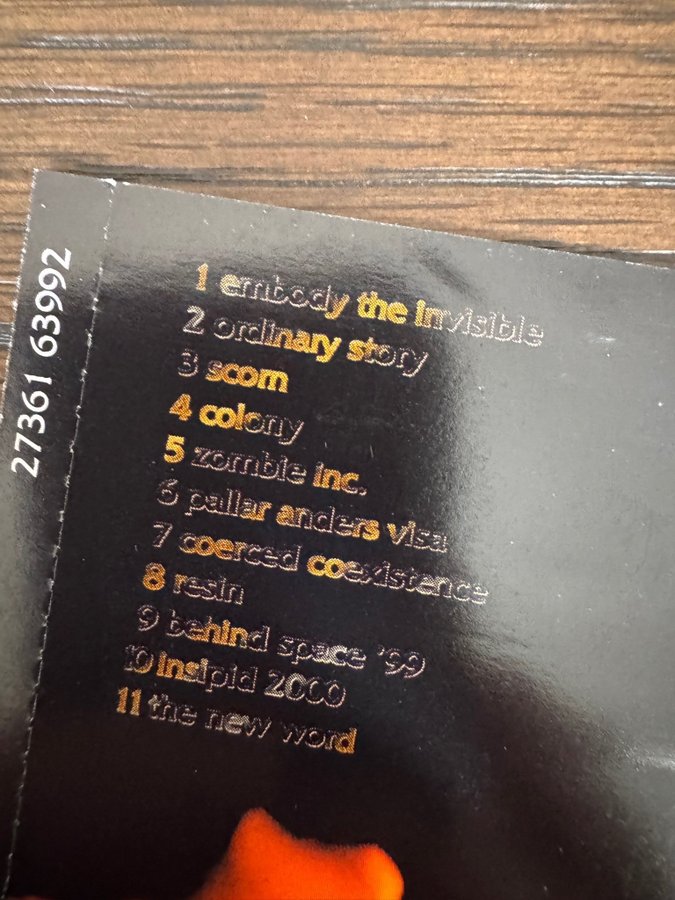 27361 63992
1 embody the invisible
2 ordinary story
3 scorn
4 colony
5 zombie inc.
6 pallar anders visa
7 coerced coexistence
8 resin
9 behind space '99
10 insipid 2000
11 the new word